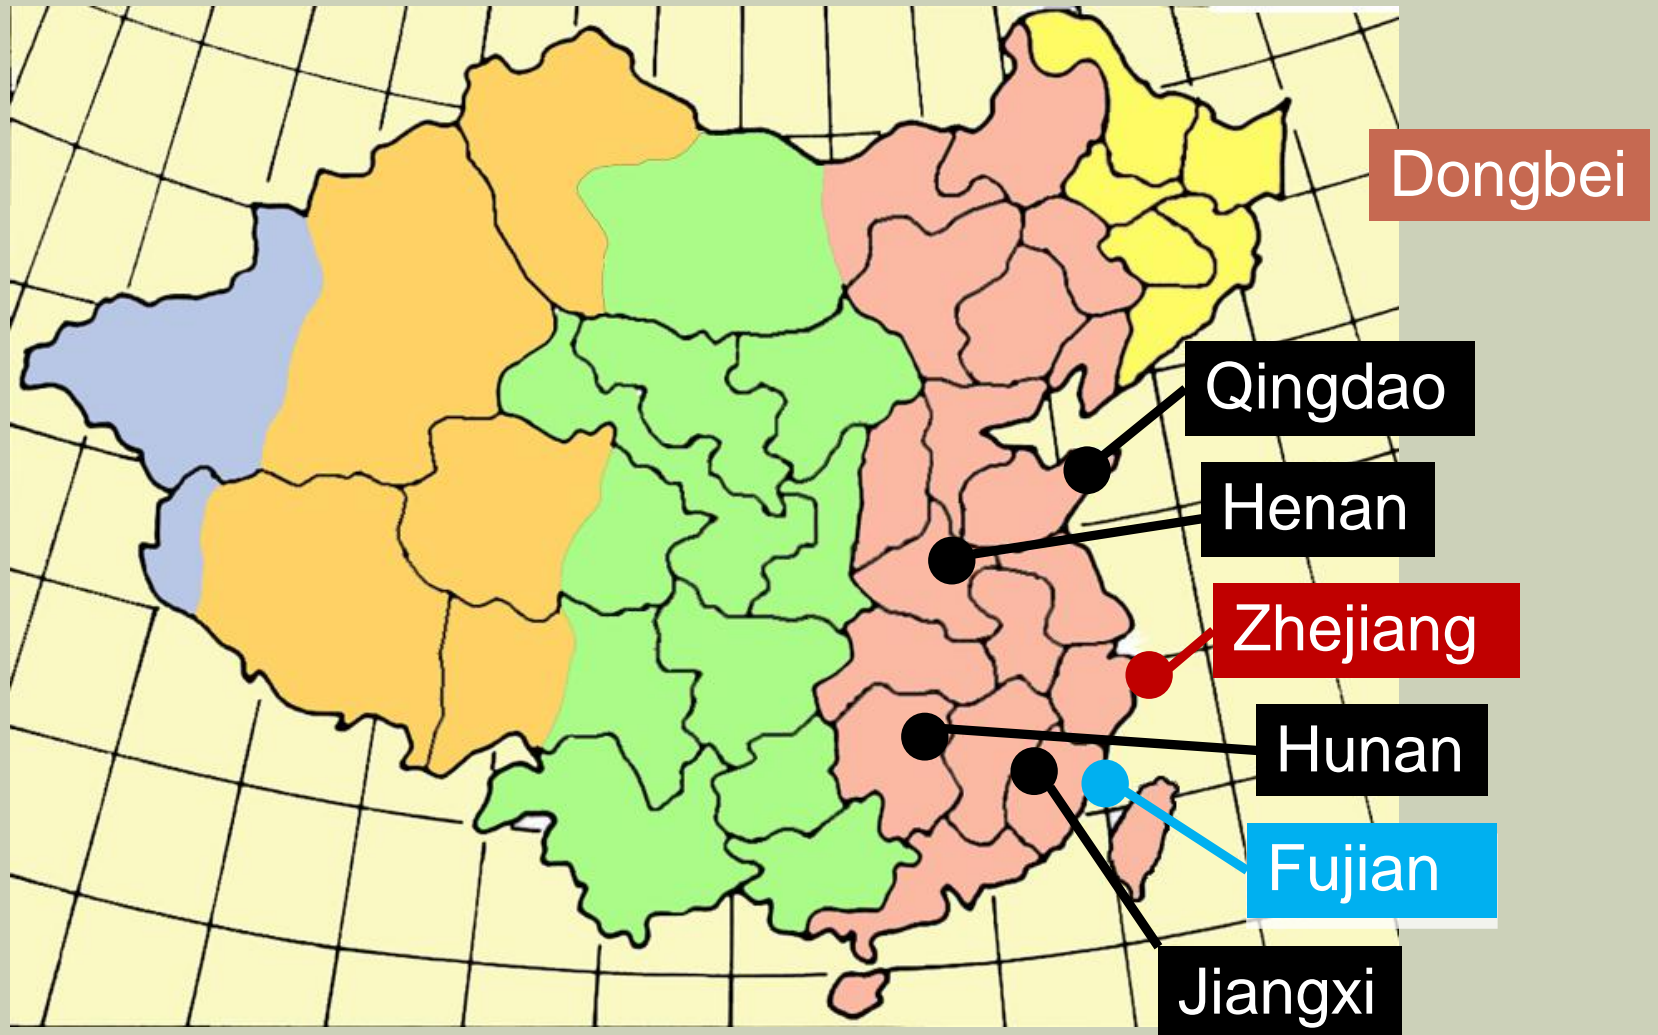 Dongbei
Qingdao
Henan
Zhejiang
Hunan
Fujian
Jiangxi